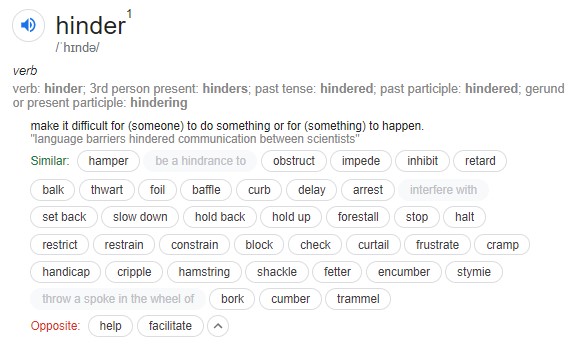 hinder1
/ˈhɪndə/
verb
verb: hinder; 3rd person present: hinders; past tense: hindered; past participle: hindered; gerund
or present participle: hindering
make it difficult for (someone) to do something or for (something) to happen.
"language barriers hindered communication between scientists"
Similar: hamper be a hindrance to obstruct impede inhibit retard
balk thwart foil baffle curb delay arrest interfere with
set back slow down hold back hold up forestall stop halt
restrict restrain constrain block check curtail frustrate cramp
handicap cripple hamstring shackle fetter encumber stymie
throw a spoke in the wheel of bork cumber trammel
Opposite: help facilitate